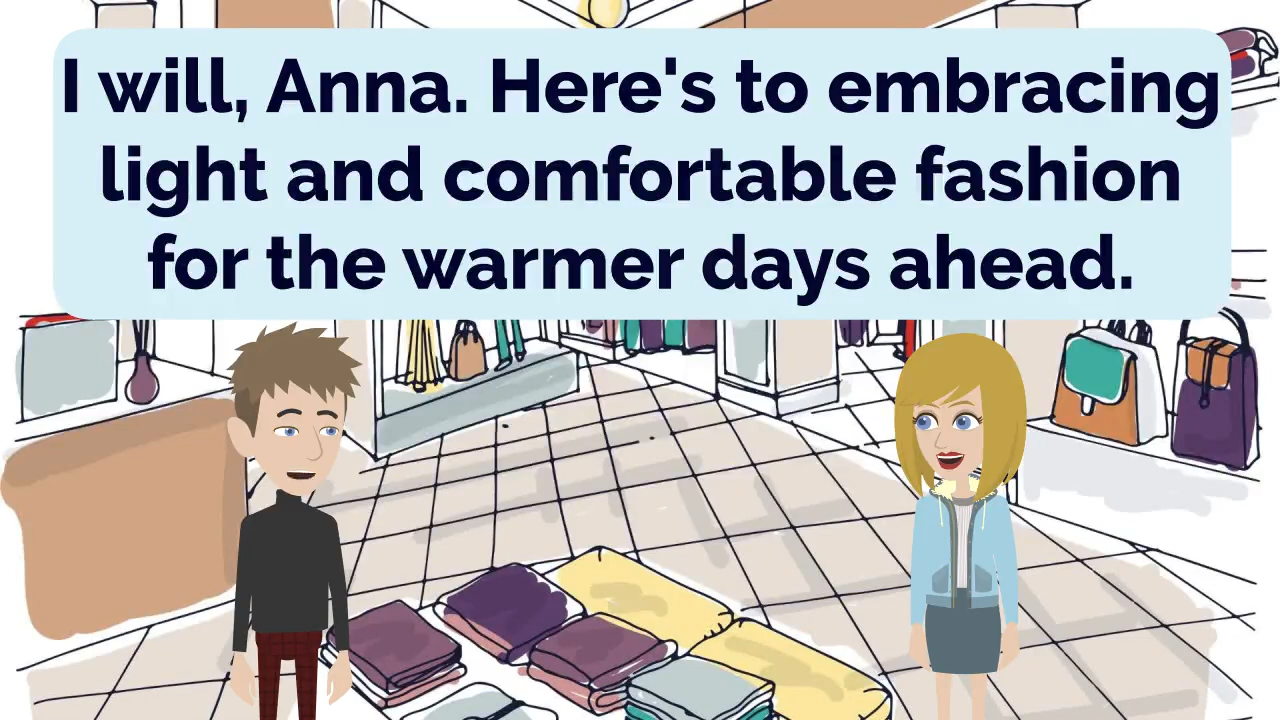 I will, Anna. Here's to embracing
light and comfortable fashion
for the warmer days ahead.